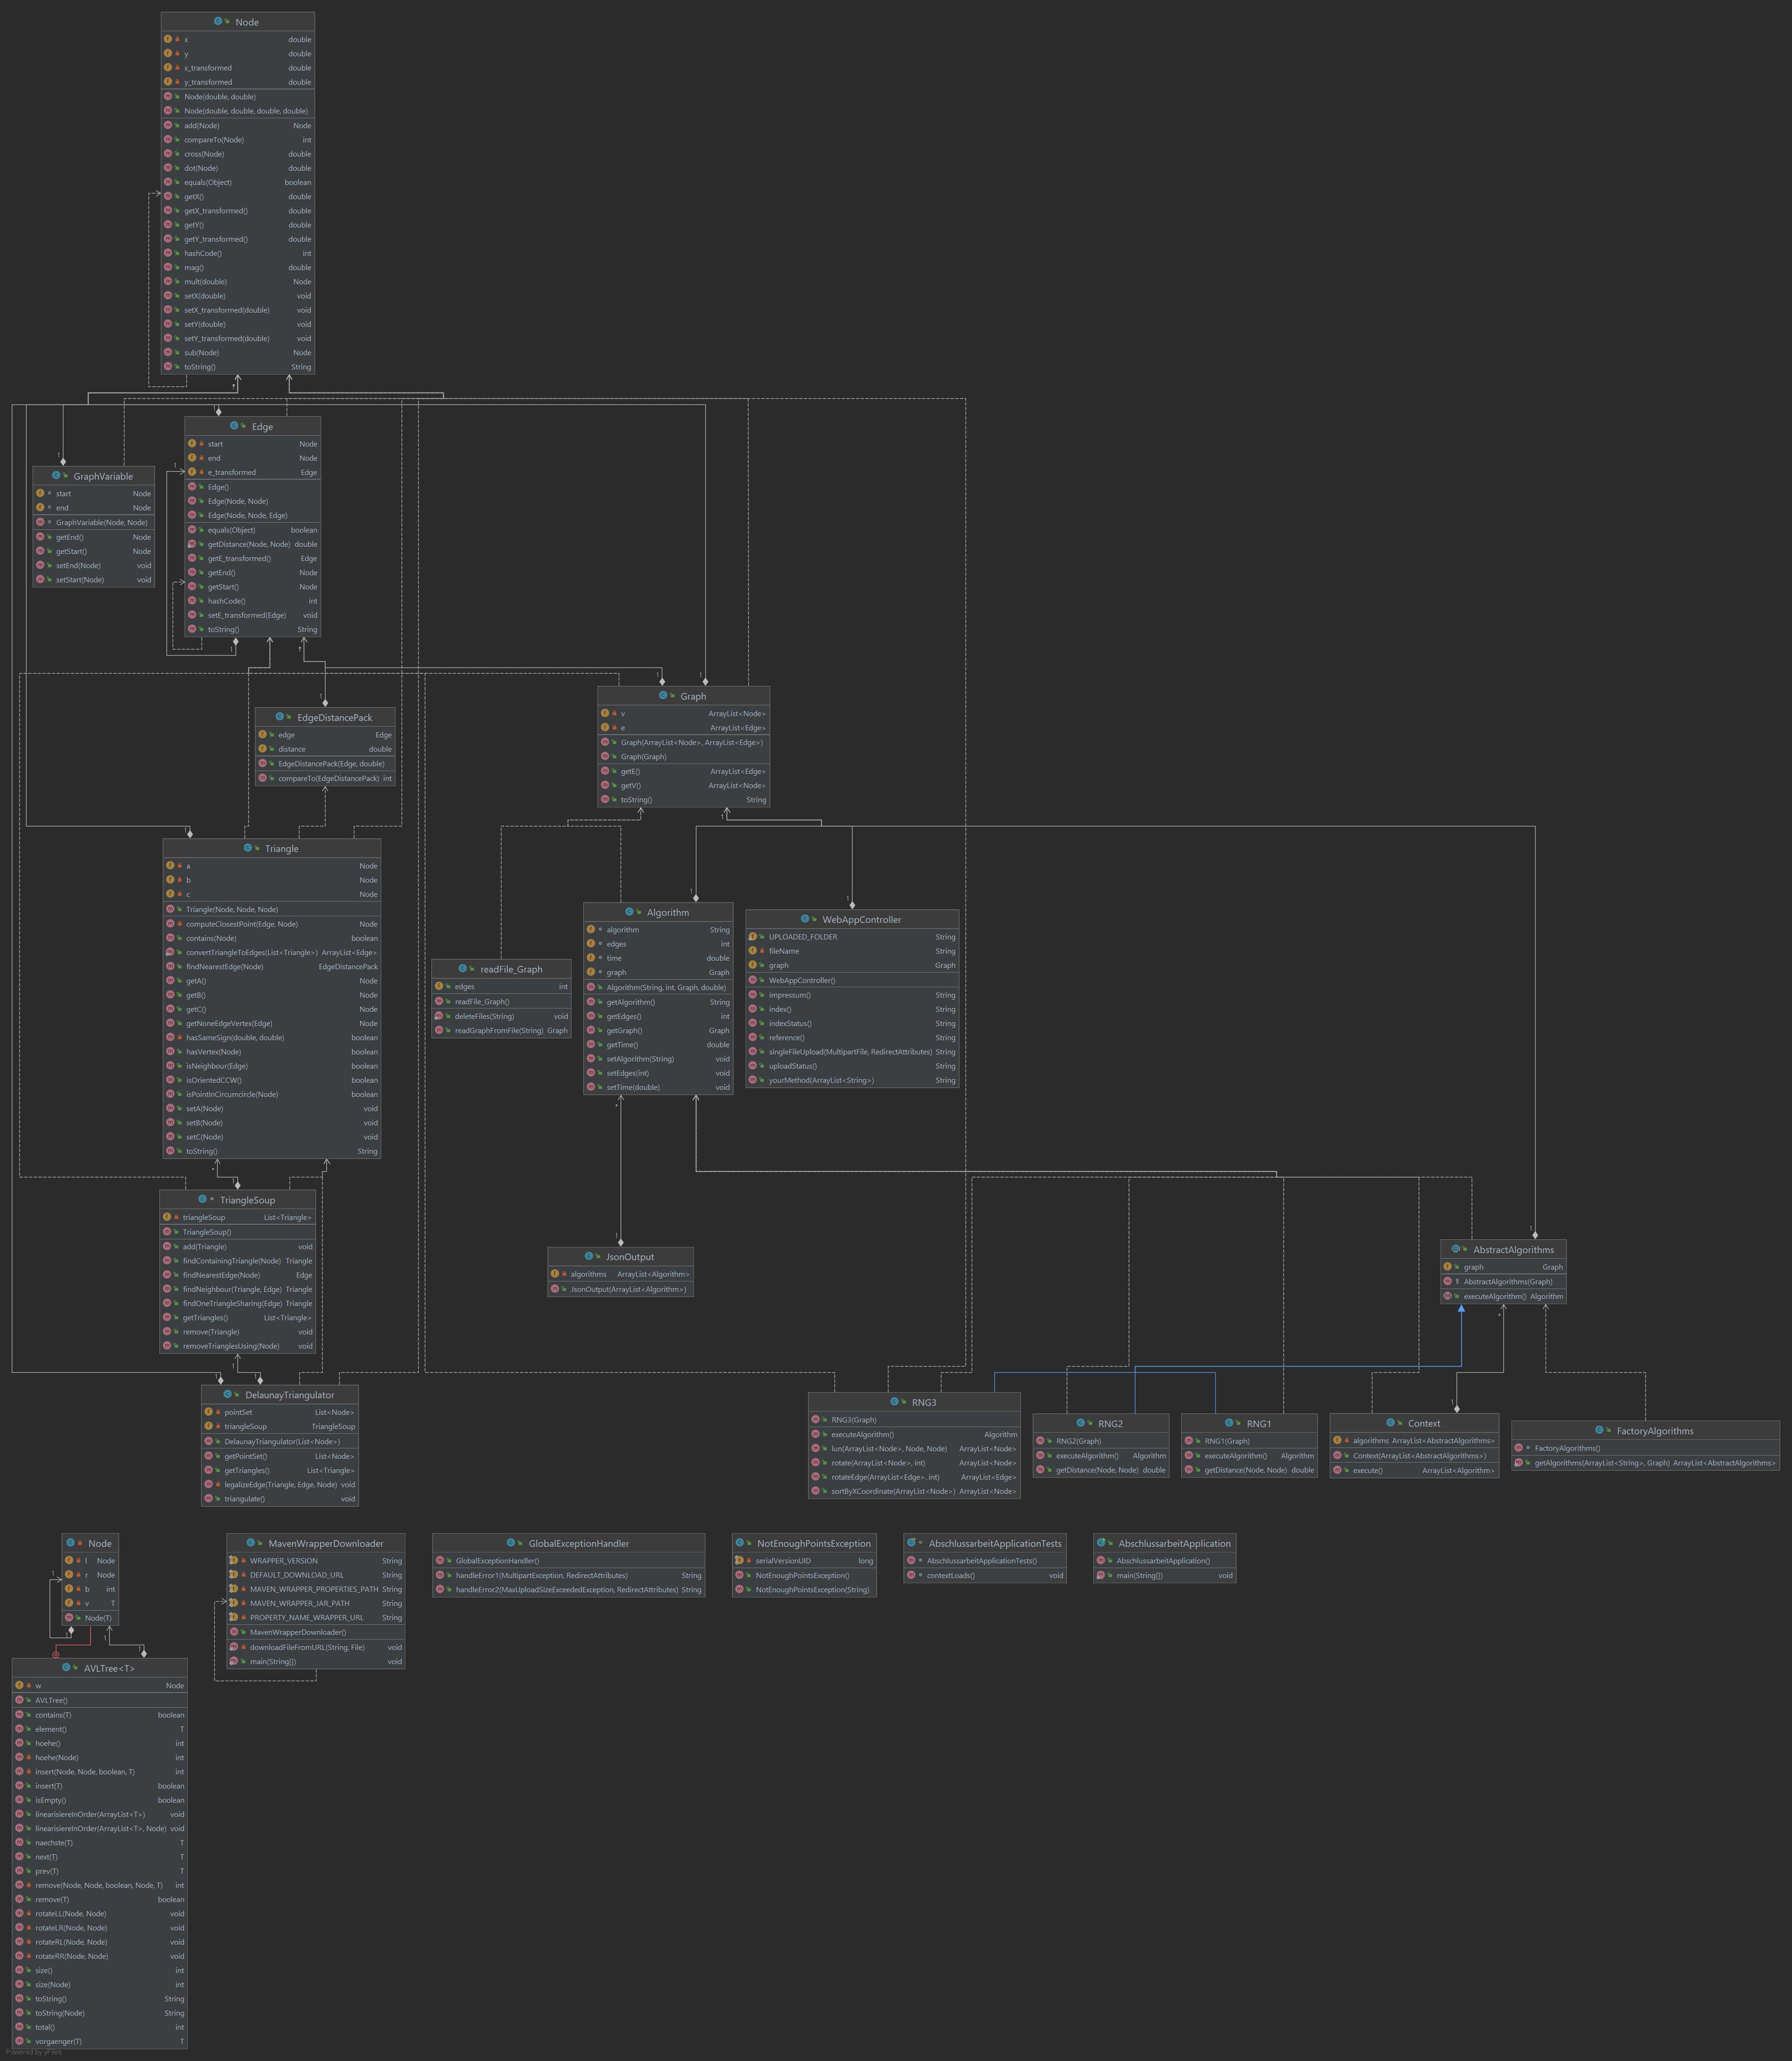 Node
x double
y double
x_transformed double
y_transformed double
Node(double, double)
Node(double, double, double, double)
add(Node) Node
compareTo(Node) int
cross(Node) double
dot(Node) double
equals(Object) boolean
getX() double
getX_transformed() double
getY() double
getY_transformed() double
hashCode() int
mag() double
mult(double) Node
setX(double) void
setX_transformed(double) void
setY(double) void
setY_transformed(double) void
sub(Node) Node
toString() String
Edge
start Node
end Node
e_transformed Edge
Edge()
Edge(Node, Node)
Edge(Node, Node, Edge)
equals(Object) boolean
getDistance(Node, Node) double
getE_transformed() Edge
getEnd() Node
getStart() Node
hashCode() int
setE_transformed(Edge) void
toString() String
GraphVariable
start Node
end Node
GraphVariable(Node, Node)
getEnd() Node
getStart() Node
setEnd(Node) void
setStart(Node) void
EdgeDistancePack
edge Edge
distance double
EdgeDistancePack(Edge, double)
compareTo(EdgeDistancePack) int
Graph
v ArrayList<Node>
e ArrayList<Edge>
Graph(ArrayList<Node>, ArrayList<Edge>)
Graph(Graph)
getE() ArrayList<Edge>
getV() ArrayList<Node>
toString() String
Triangle
a Node
b Node
c Node
Triangle(Node, Node, Node)
computeClosestPoint(Edge, Node) Node
contains(Node) boolean
convertTriangleToEdges(List<Triangle>) ArrayList<Edge>
findNearestEdge(Node) EdgeDistancePack
getA() Node
getB() Node
getC() Node
getNoneEdgeVertex(Edge) Node
hasSameSign(double, double) boolean
hasVertex(Node) boolean
isNeighbour(Edge) boolean
isOrientedCCW() boolean
isPointInCircumcircle(Node) boolean
setA(Node) void
setB(Node) void
setC(Node) void
toString() String
readFile_Graph
edges int
readFile_Graph()
deleteFiles(String) void
readGraphFromFile(String) Graph
Algorithm
algorithm String
edges int
time double
graph Graph
Algorithm(String, int, Graph, double)
getAlgorithm() String
getEdges() int
getGraph() Graph
getTime() double
setAlgorithm(String) void
setEdges(int) void
setTime(double) void
WebAppController
UPLOADED_FOLDER String
fileName String
graph Graph
WebAppController()
impressum() String
index() String
indexStatus() String
reference() String
singleFileUpload(MultipartFile, RedirectAttributes) String
uploadStatus() String
yourMethod(ArrayList<String>) String
TriangleSoup
triangleSoup List<Triangle>
TriangleSoup()
add(Triangle) void
findContainingTriangle(Node) Triangle
findNearestEdge(Node) Edge
findNeighbour(Triangle, Edge) Triangle
findOneTriangleSharing(Edge) Triangle
getTriangles() List<Triangle>
remove(Triangle) void
removeTrianglesUsing(Node) void
JsonOutput
algorithms ArrayList<Algorithm>
JsonOutput(ArrayList<Algorithm>)
AbstractAlgorithms
graph Graph
AbstractAlgorithms(Graph)
executeAlgorithm() Algorithm
DelaunayTriangulator
pointSet List<Node>
triangleSoup TriangleSoup
DelaunayTriangulator(List<Node>)
getPointSet() List<Node>
getTriangles() List<Triangle>
legalizeEdge(Triangle, Edge, Node) void
triangulate() void
RNG3
RNG3(Graph)
executeAlgorithm() Algorithm
lun(ArrayList<Node>, Node, Node) ArrayList<Node>
rotate(ArrayList<Node>, int) ArrayList<Node>
rotateEdge(ArrayList<Edge>, int) ArrayList<Edge>
sortByXCoordinate(ArrayList<Node>) ArrayList<Node>
RNG2
RNG2(Graph)
executeAlgorithm() Algorithm
getDistance(Node, Node) double
RNG1
RNG1(Graph)
executeAlgorithm() Algorithm
getDistance(Node, Node) double
Context
algorithms ArrayList<AbstractAlgorithms>
Context(ArrayList<AbstractAlgorithms>)
execute() ArrayList<Algorithm>
FactoryAlgorithms
FactoryAlgorithms()
getAlgorithms(ArrayList<String>, Graph) ArrayList<AbstractAlgorithms>
Node
l Node
r Node
b int
v T
Node(T)
MavenWrapperDownloader
WRAPPER_VERSION String
DEFAULT_DOWNLOAD_URL String
MAVEN_WRAPPER_PROPERTIES_PATH String
MAVEN_WRAPPER_JAR_PATH String
PROPERTY_NAME_WRAPPER_URL String
MavenWrapperDownloader()
downloadFileFromURL(String, File) void
main(String[]) void
GlobalExceptionHandler
GlobalExceptionHandler()
handleError1(MultipartException, RedirectAttributes) String
handleError2(MaxUploadSizeExceededException, RedirectAttributes) String
NotEnoughPointsException
serialVersionUID long
NotEnoughPointsException()
NotEnoughPointsException(String)
AbschlussarbeitApplicationTests
AbschlussarbeitApplicationTests()
contextLoads() void
AbschlussarbeitApplication
AbschlussarbeitApplication()
main(String[]) void
AVLTree<T>
w Node
AVLTree()
contains(T) boolean
element() T
hoehe() int
hoehe(Node) int
insert(Node, Node, boolean, T) int
insert(T) boolean
isEmpty() boolean
linearisiereInOrder(ArrayList<T>) void
linearisiereInOrder(ArrayList<T>, Node) void
naechste(T) T
next(T) T
prev(T) T
remove(Node, Node, boolean, Node, T) int
remove(T) boolean
rotateLL(Node, Node) void
rotateLR(Node, Node) void
rotateRL(Node, Node) void
rotateRR(Node, Node) void
size() int
size(Node) int
toString() String
toString(Node) String
total() int
vorgaenger(T) T
Powered by yFiles